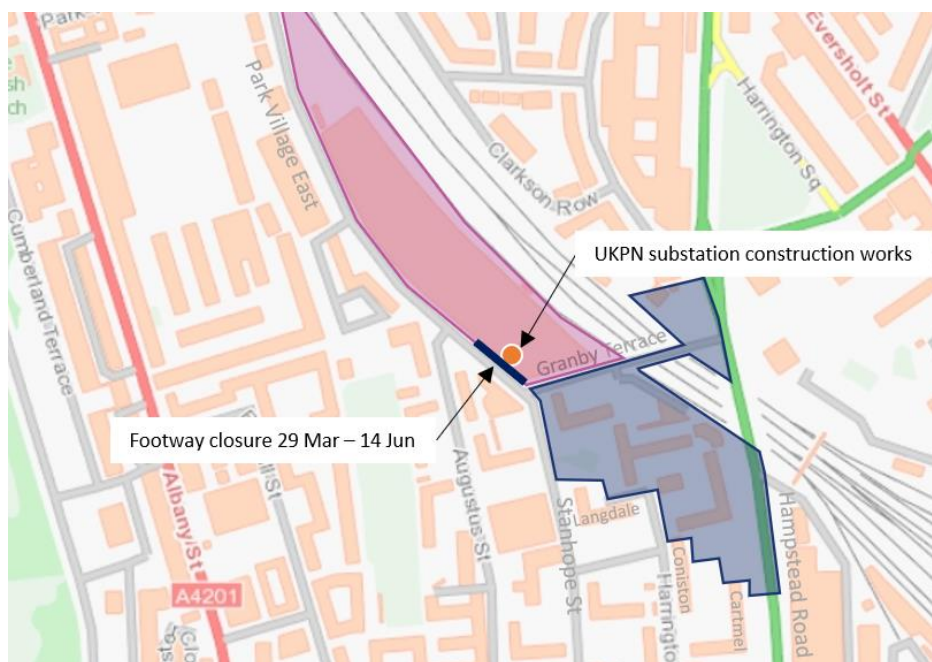 Park
Eversholt St
Harrington Sq
Park Village East
Clarkson Row
Cumberland Terrace
UKPN substation construction works
Granby Terrace
Footway closure 29 Mar – 14 Jun
Albany St
Augustus St
Stanhope St
Langdale
Harrington
Coniston
Cartmel
Hampstead Road
A4201